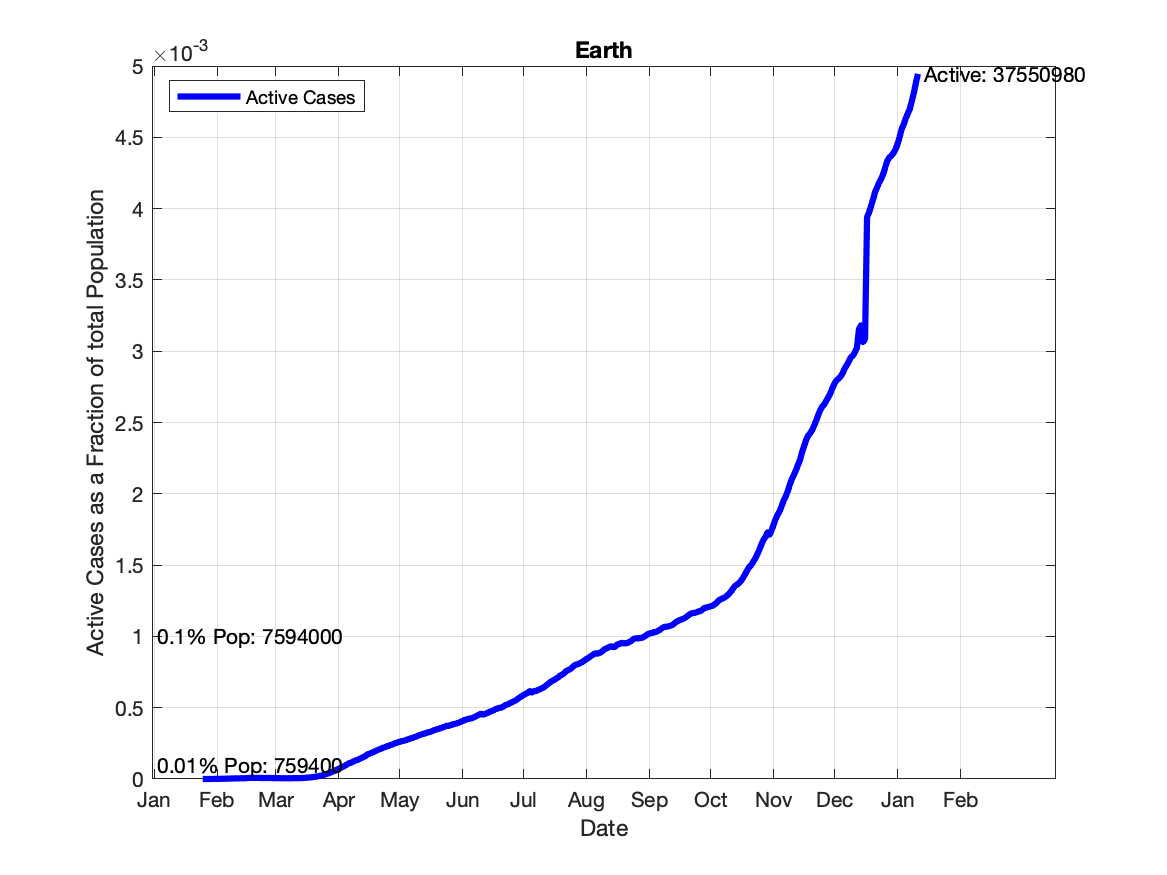 Earth
×10-3
5
4.5
4
3.5
3
2.5
2
1.5
1
0.5
0
Active Cases as a Fraction of total Population
Active Cases
Active: 37550980
0.1% Pop: 7594000
0.01% Pop: 759400
Jan Feb Mar Apr May Jun Jul Aug Sep Oct Nov Dec Jan Feb
Date